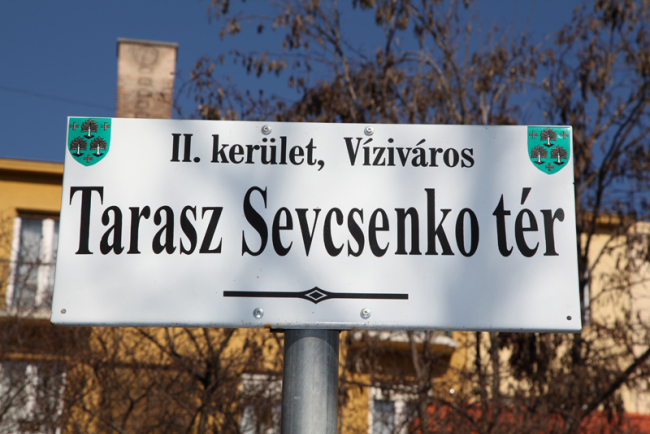 II. kerület, Víziváros
Tarasz Sevcsenko tér